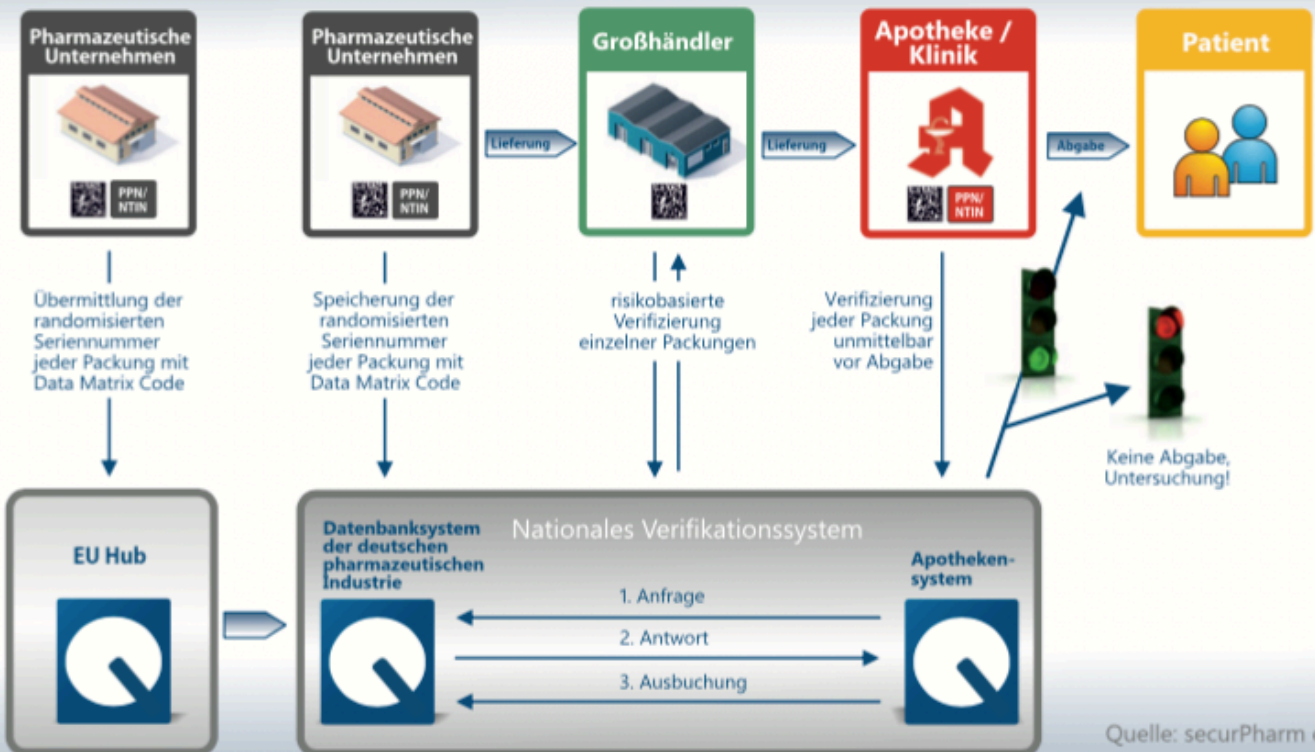 Pharmazeutische
Unternehmen
PPN/
NTIN
Pharmazeutische
Unternehmen
PPN/
NTIN
Lieferung
Großhändler
Lieferung
Apotheke /
Klinik
PPN/
NTIN
Abgabe
Patient
Übermittlung der
randomisierten
Seriennummer
jeder Packung mit
Data Matrix Code
Speicherung der
randomisierten
Seriennummer
jeder Packung mit
Data Matrix Code
risikobasierte
Verifizierung
einzelner Packungen
Verifizierung
jeder Packung
unmittelbar
vor Abgabe
Keine Abgabe,
Untersuchung!
EU Hub
Nationales Verifikationssystem
Datenbanksystem
der deutschen
pharmazeutischen
Industrie
Apotheken-
system
1. Anfrage
2. Antwort
3. Ausbuchung
Quelle: securPharm